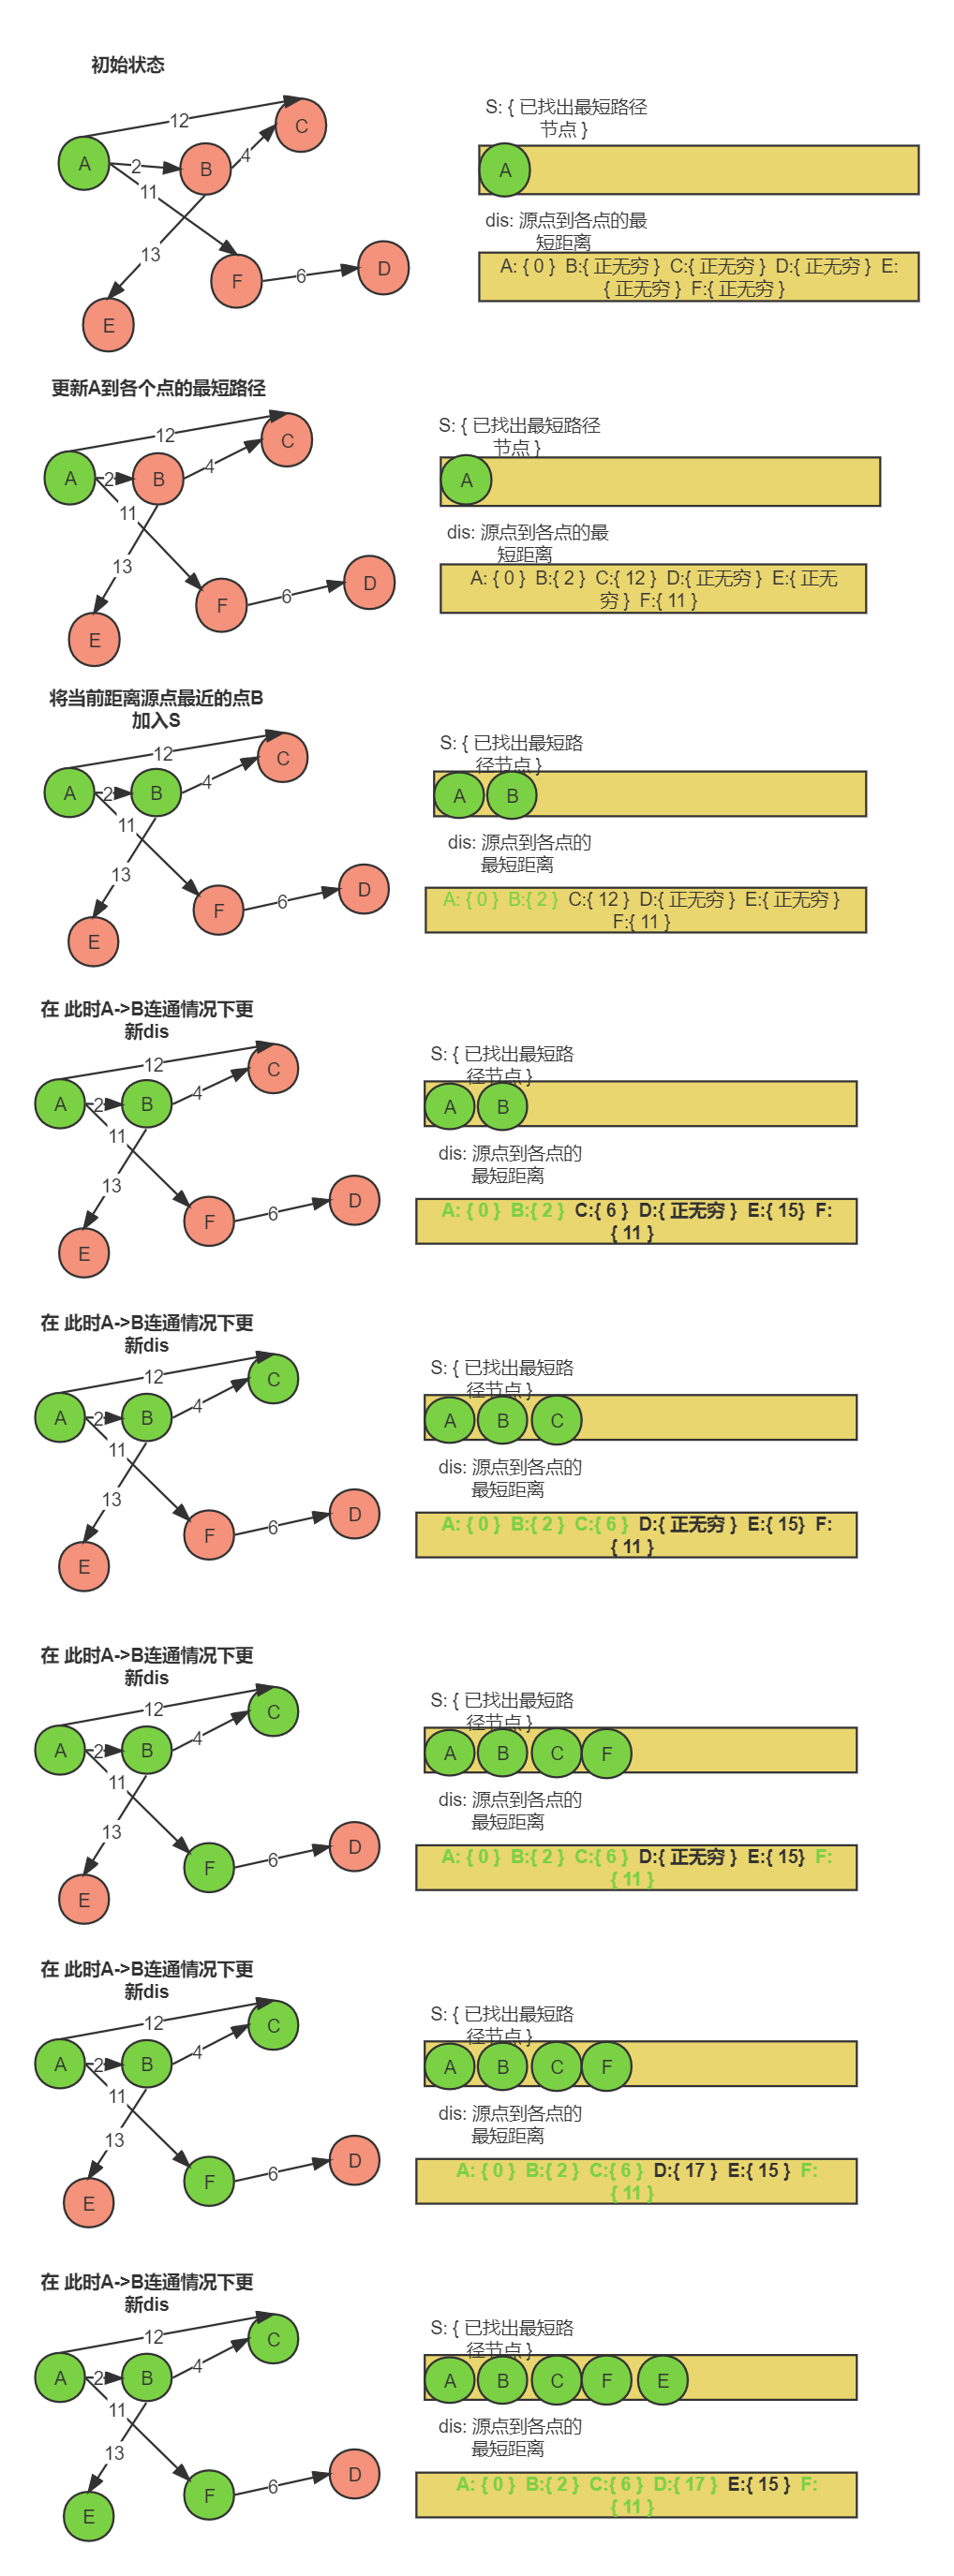 初始状态
12
C
A
2
B
4
11
13
F
6
D
E
S: { 已找出最短路径
节点 }
A
dis: 源点到各点的最
短距离
A: { 0 } B:{ 正无穷 } C:{ 正无穷 } D:{ 正无穷 } E:
{ 正无穷 } F:{ 正无穷 }
更新A到各个点的最短路径
12
C
A
2
B
4
11
13
F
6
D
E
S: { 已找出最短路径
节点 }
A
dis: 源点到各点的最
短距离
A: { 0 } B:{ 2 } C:{ 12 } D:{ 正无穷 } E:{ 正无
穷 } F:{ 11 }
将当前距离源点最近的点B
加入S
12
C
A
2
B
4
11
13
F
6
D
E
S: { 已找出最短路
径节点 }
A B
dis: 源点到各点的
最短距离
A: { 0 } B:{ 2 } C:{ 12 } D:{ 正无穷 } E:{ 正无穷 }
F:{ 11 }
在 此时A->B连通情况下更
新dis
12
C
A
2
B
4
11
13
F
6
D
E
S: { 已找出最短路
径节点 }
A B
dis: 源点到各点的
最短距离
A: { 0 } B:{ 2 } C:{ 6 } D:{ 正无穷 } E:{ 15} F:
{ 11 }
在 此时A->B连通情况下更
新dis
12
C
A
2
B
4
11
13
F
6
D
E
S: { 已找出最短路
径节点 }
A B C
dis: 源点到各点的
最短距离
A: { 0 } B:{ 2 } C:{ 6 } D:{ 正无穷 } E:{ 15} F:
{ 11 }
在 此时A->B连通情况下更
新dis
12
C
A
2
B
4
11
13
F
6
D
E
S: { 已找出最短路
径节点 }
A B C F
dis: 源点到各点的
最短距离
A: { 0 } B:{ 2 } C:{ 6 } D:{ 正无穷 } E:{ 15} F:
{ 11 }
在 此时A->B连通情况下更
新dis
12
C
A
2
B
4
11
13
F
6
D
E
S: { 已找出最短路
径节点 }
A B C F
dis: 源点到各点的
最短距离
A: { 0 } B:{ 2 } C:{ 6 } D:{ 17 } E:{ 15 } F:
{ 11 }
在 此时A->B连通情况下更
新dis
12
C
A
2
B
4
11
13
F
6
D
E
S: { 已找出最短路
径节点 }
A B C F E
dis: 源点到各点的
最短距离
A: { 0 } B:{ 2 } C:{ 6 } D:{ 17 } E:{ 15 } F:
{ 11 }